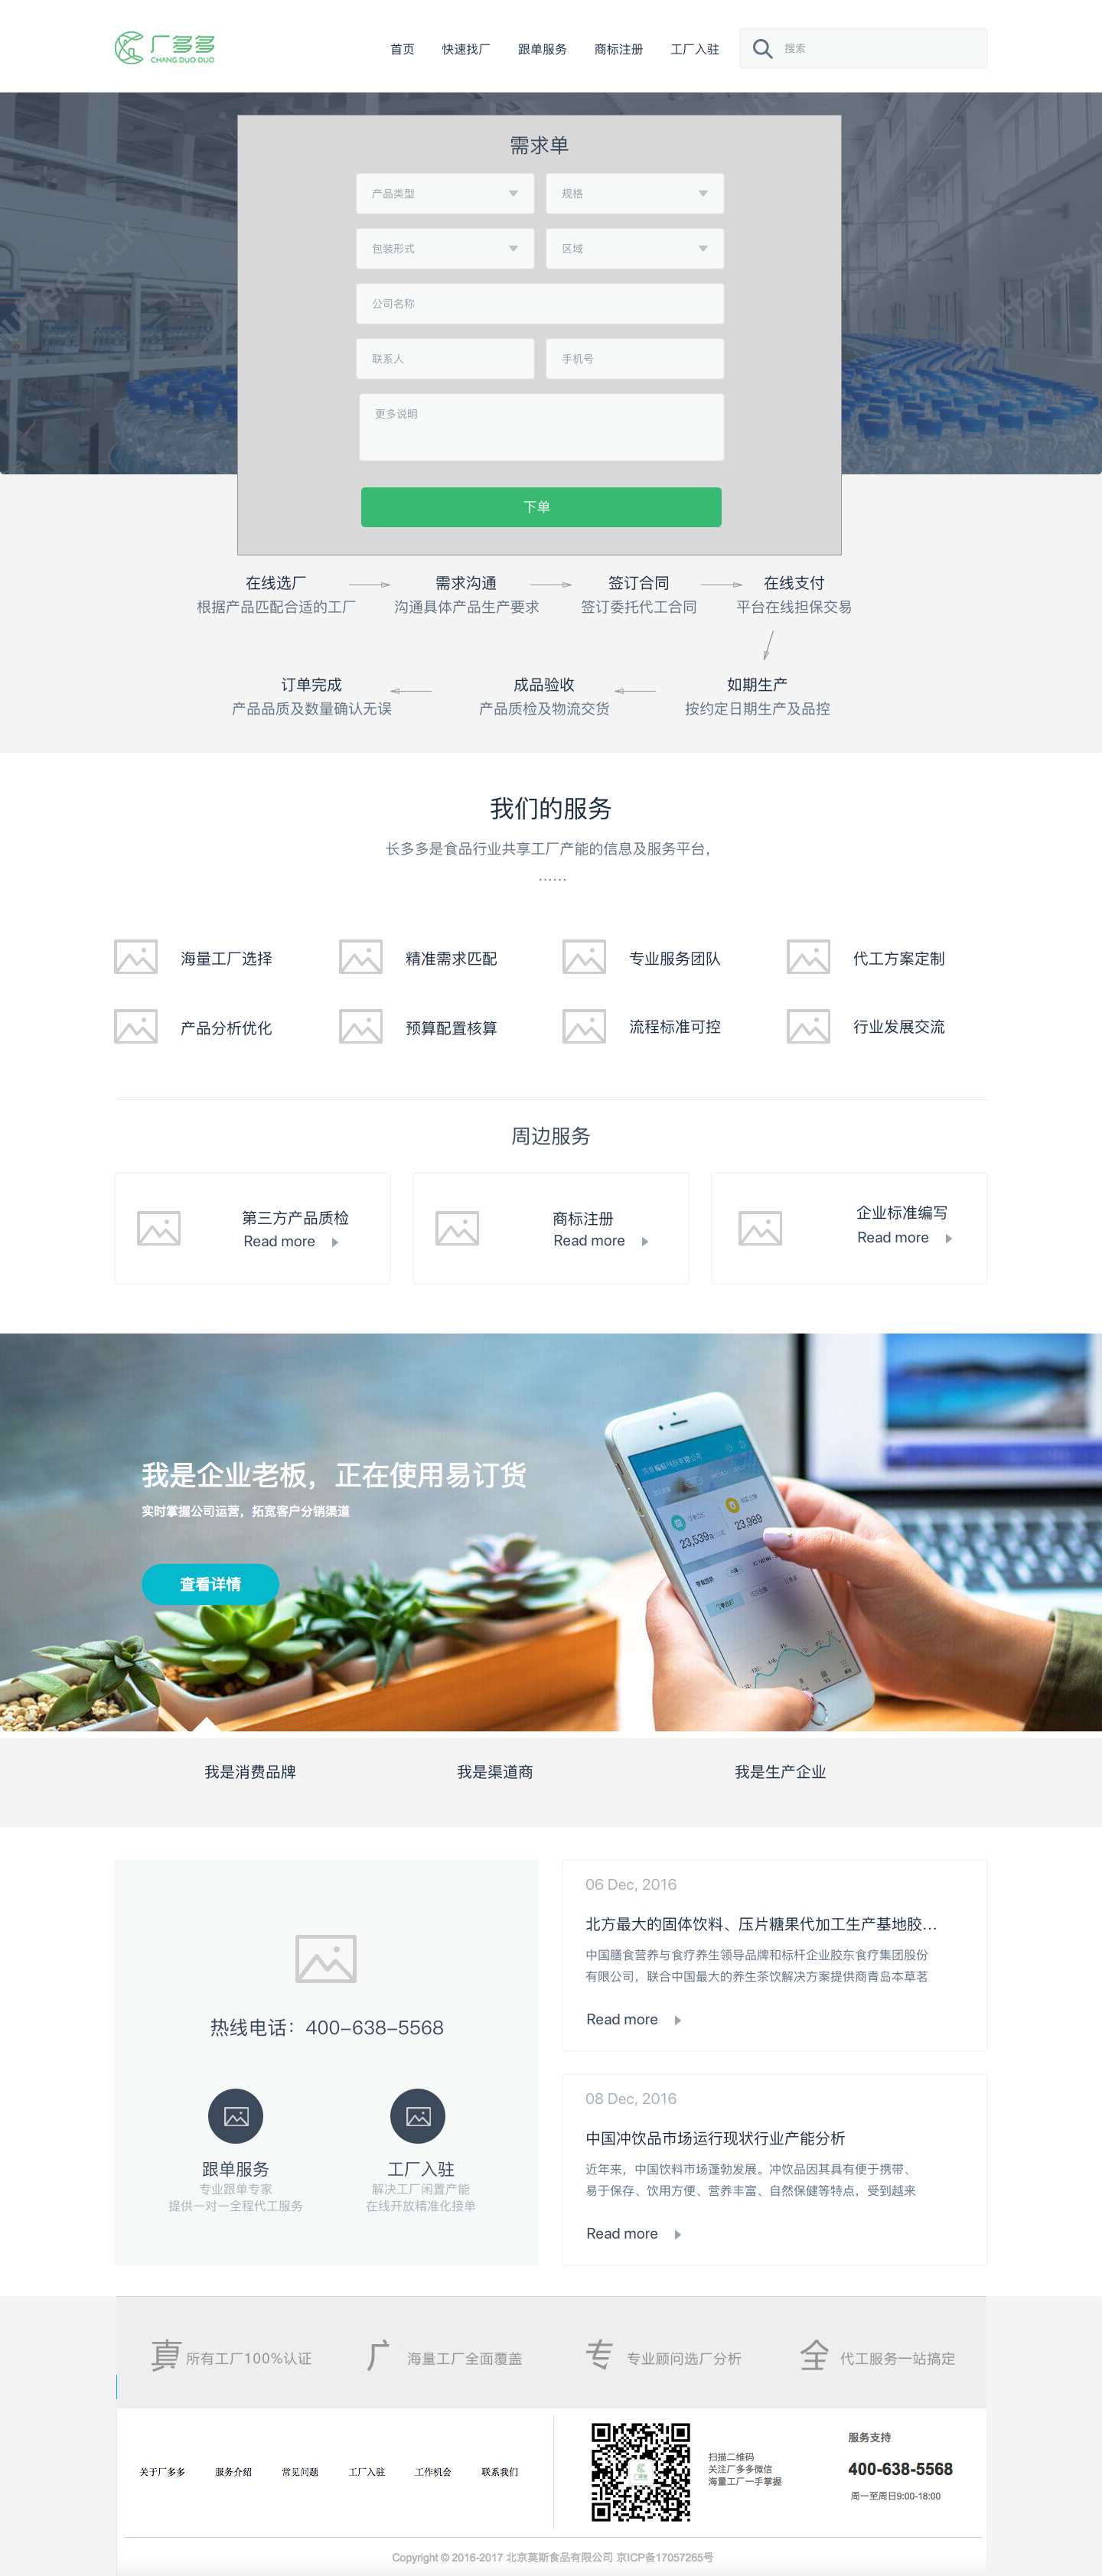 厂多多
CHANG DUO DUO
首页 快速找厂 跟单服务 商标注册 工厂入驻 搜索
需求单
产品类型 规格
包装形式 区域
公司名称
联系人 手机号
更多说明
下单
shutterstock
在线选厂 需求沟通 签订合同 在线支付
根据产品匹配合适的工厂 沟通具体产品生产要求 签订委托代工合同 平台在线担保交易
订单完成 成品验收 如期生产
产品品质及数量确认无误 产品质检及物流交货 按约定日期生产及品控
我们的服务
长多多是食品行业共享工厂产能的信息及服务平台，
......
海量工厂选择 精准需求匹配 专业服务团队 代工方案定制
产品分析优化 预算配置核算 流程标准可控 行业发展交流
周边服务
第三方产品质检 商标注册 企业标准编写
Read more Read more Read more
我是企业老板，正在使用易订货
实时掌握公司运营，拓宽客户分销渠道
查看详情
23,539
23,989
我是消费品牌 我是渠道商 我是生产企业
热线电话：400-638-5568
跟单服务 工厂入驻
专业跟单专家 解决工厂闲置产能
提供一对一全程代工服务 在线开放精准化接单
06 Dec, 2016
北方最大的固体饮料、压片糖果代加工生产基地胶...
中国膳食营养与食疗养生领导品牌和标杆企业胶东食疗集团股份
有限公司，联合中国最大的养生茶饮解决方案提供商青岛本草茗
Read more
08 Dec, 2016
中国冲饮品市场运行现状行业产能分析
近年来，中国饮料市场蓬勃发展。冲饮品因其具有便于携带、
易于保存、饮用方便、营养丰富、自然保健等特点，受到越来
Read more
真 所有工厂100%认证 广 海量工厂全面覆盖 专 专业顾问选厂分析 全 代工服务一站搞定
关于厂多多 服务介绍 常见问题 工厂入驻 工作机会 联系我们
扫描二维码
关注厂多多微信
海量工厂一手掌握
服务支持
400-638-5568
周一至周日9:00-18:00
Copyright © 2016-2017 北京莫斯食品有限公司 京ICP备17057265号